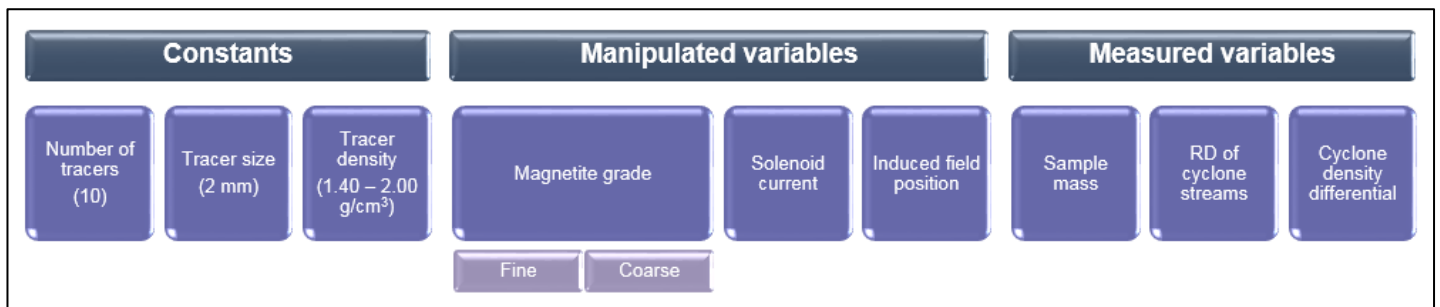 Constants
Manipulated variables
Measured variables
Number of
tracers
(10)
Tracer size
(2 mm)
Tracer
density
(1.40 – 2.00
g/cm³)
Magnetite grade
Solenoid
current
Induced field
position
Sample
mass
RD of
cyclone
streams
Cyclone
density
differential
Fine
Coarse